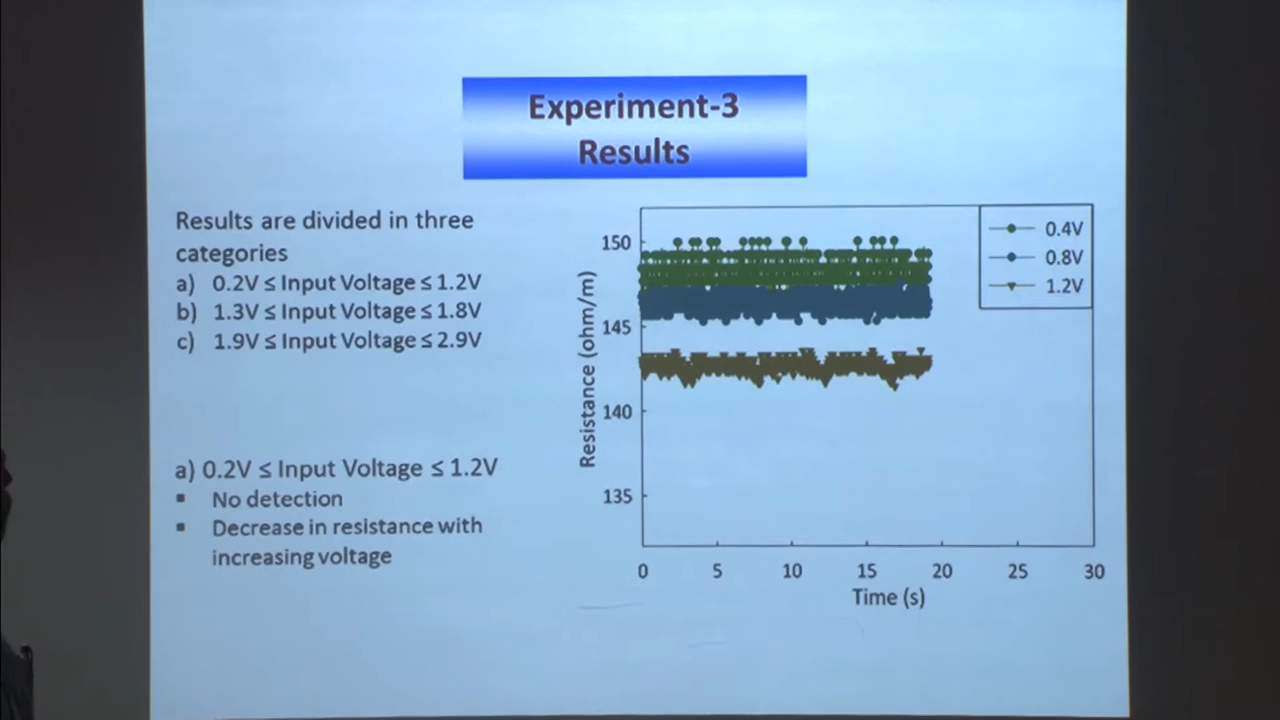 Experiment-3
Results
Results are divided in three
categories
a) 0.2V ≤ Input Voltage ≤ 1.2V
b) 1.3V ≤ Input Voltage ≤ 1.8V
c) 1.9V ≤ Input Voltage ≤ 2.9V
a) 0.2V ≤ Input Voltage ≤ 1.2V
▪ No detection
▪ Decrease in resistance with
increasing voltage
0.4V
0.8V
1.2V
Resistance (ohm/m)
150
145
140
135
0 5 10 15 20 25 30
Time (s)